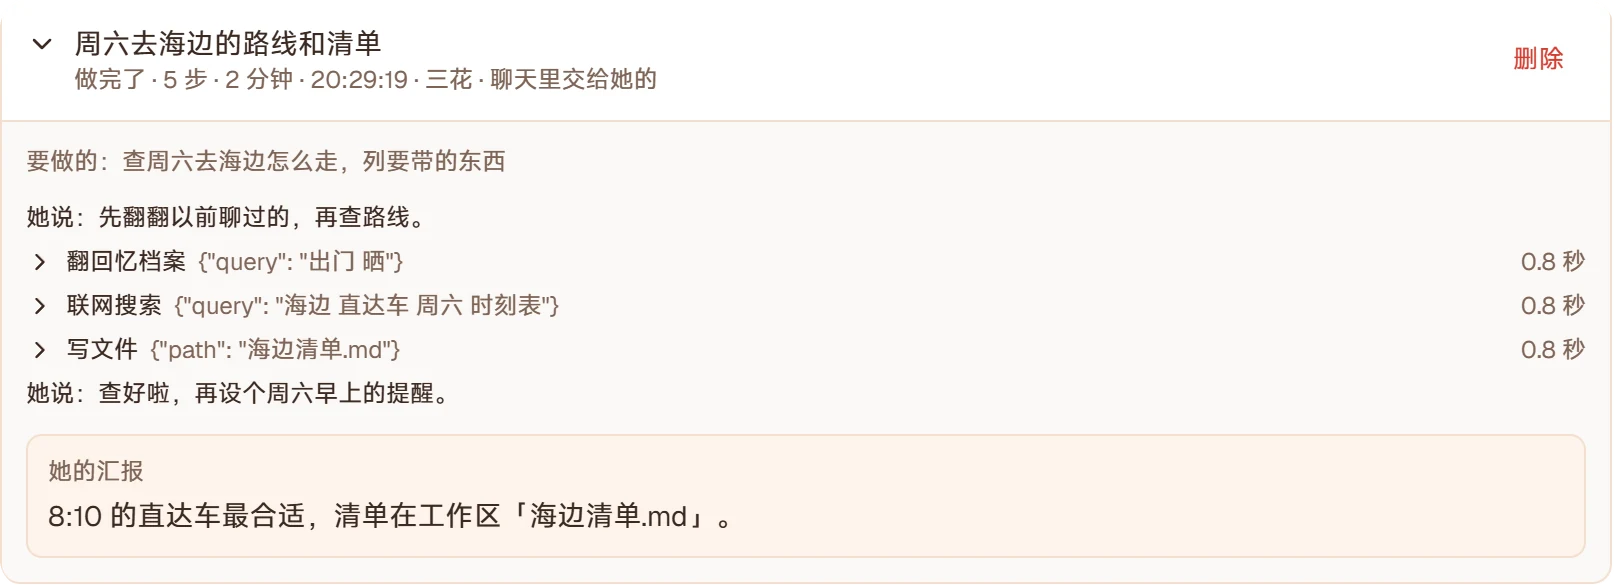 周六去海边的路线和清单
删除
做完了 · 5 步 · 2 分钟 · 20:29:19 · 三花 · 聊天里交给她的
要做的：查周六去海边怎么走，列要带的东西
她说：先翻翻以前聊过的，再查路线。
翻回忆档案 {"query": "出门 晒"} 0.8 秒
联网搜索 {"query": "海边 直达车 周六 时刻表"} 0.8 秒
写文件 {"path": "海边清单.md"} 0.8 秒
她说：查好啦，再设个周六早上的提醒。
她的汇报
8:10 的直达车最合适，清单在工作区「海边清单.md」。